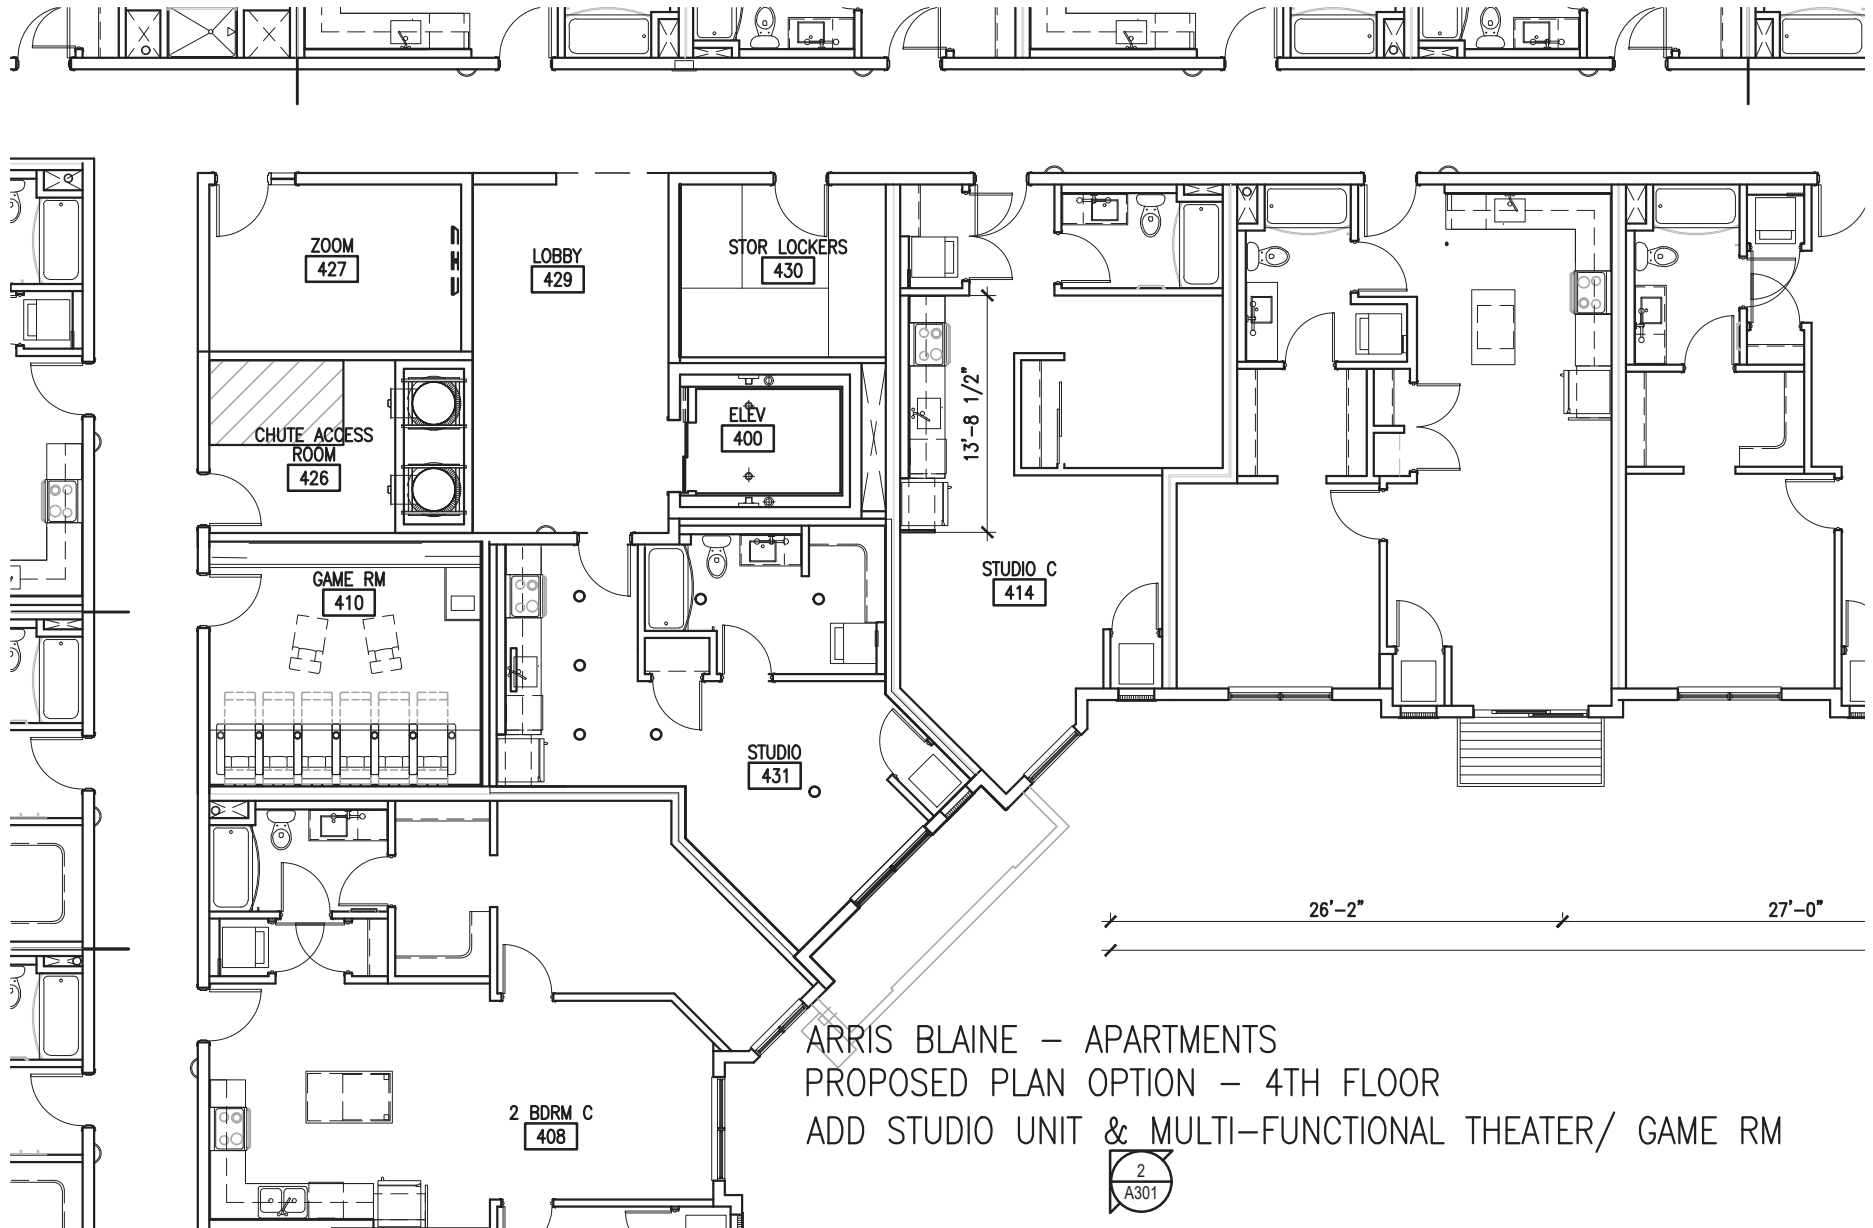 ZOOM
427
LOBBY
429
STOR LOCKERS
430
CHUTE ACCESS
ROOM
426
ELEV
400
13'-8 1/2"
GAME RM
410
STUDIO C
414
STUDIO
431
26'-2"
27'-0"
2 BDRM C
408
ARRIS BLAINE - APARTMENTS
PROPOSED PLAN OPTION - 4TH FLOOR
ADD STUDIO UNIT & MULTI-FUNCTIONAL THEATER/ GAME RM
2
A301